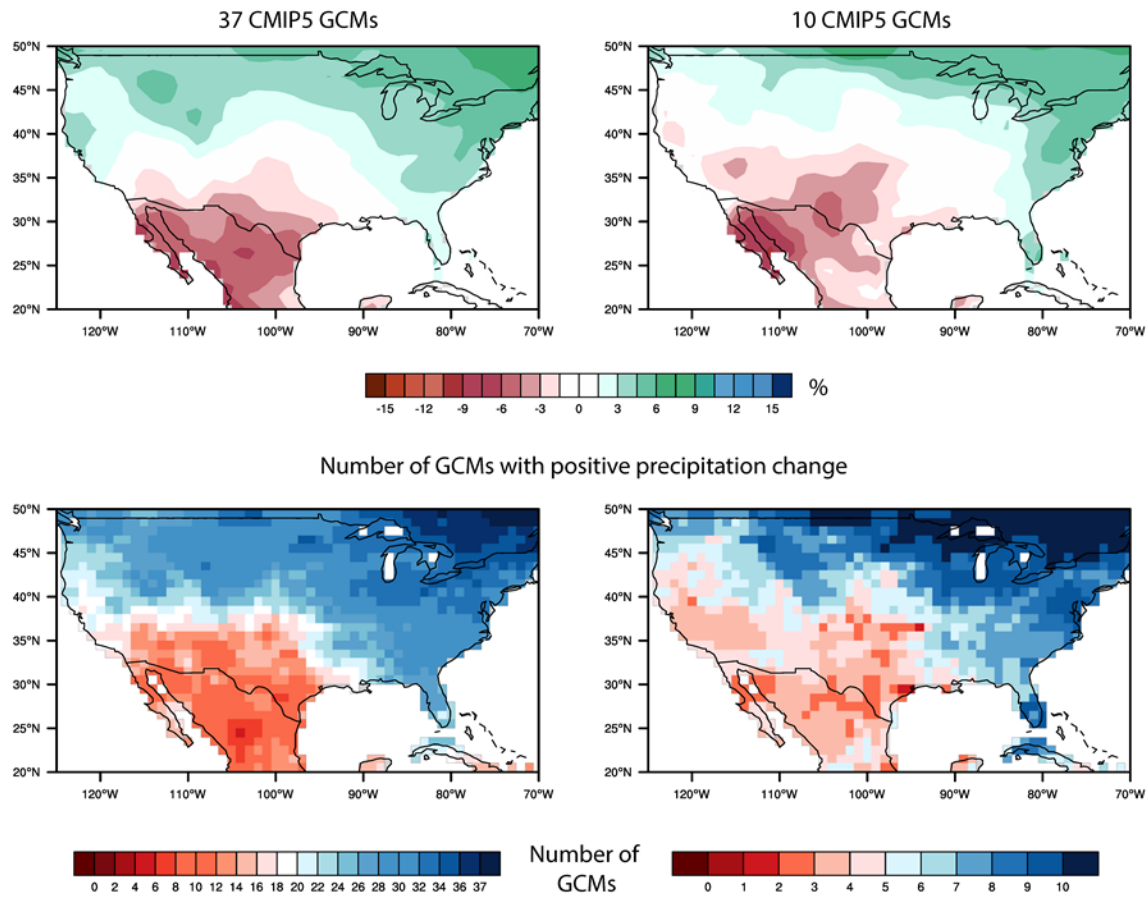 37 CMIP5 GCMs
10 CMIP5 GCMs
50°N
45°N
40°N
35°N
30°N
25°N
20°N
120°W 110°W 100°W 90°W 80°W 70°W
50°N
45°N
40°N
35°N
30°N
25°N
20°N
120°W 110°W 100°W 90°W 80°W 70°W
-15 -12 -9 -6 -3 0 3 6 9 12 15 %
Number of GCMs with positive precipitation change
50°N
45°N
40°N
35°N
30°N
25°N
20°N
120°W 110°W 100°W 90°W 80°W 70°W
50°N
45°N
40°N
35°N
30°N
25°N
20°N
120°W 110°W 100°W 90°W 80°W 70°W
0 2 4 6 8 10 12 14 16 18 20 22 24 26 28 30 32 34 36 37
Number of
GCMs
0 1 2 3 4 5 6 7 8 9 10